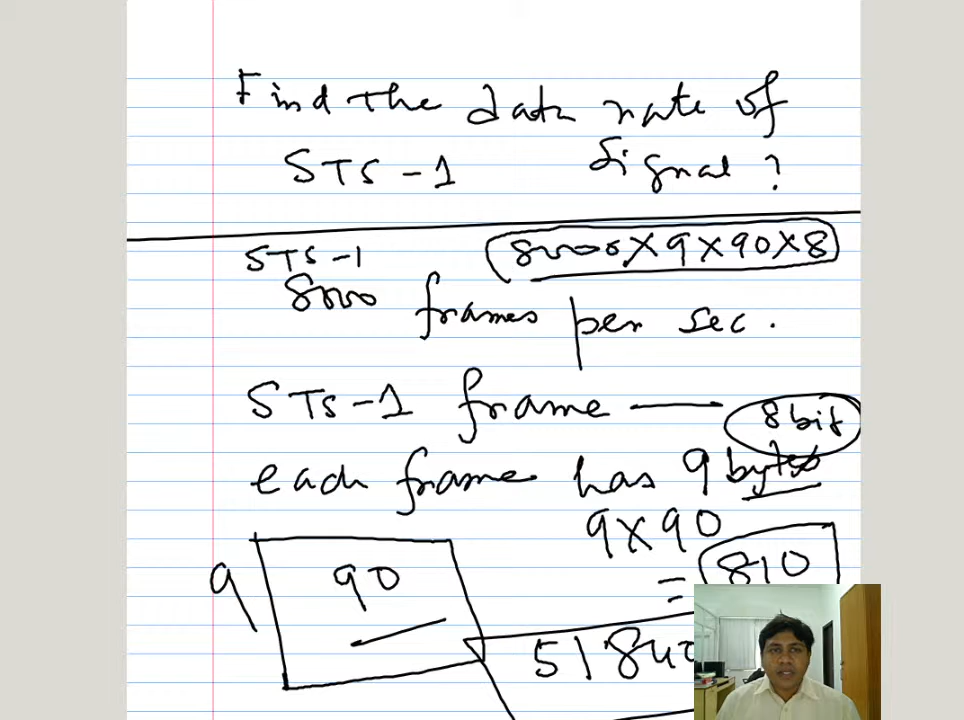 Find the data rate of
STS-1 Signal ?
STS-1 8000×9×90×8
8000 frames per sec.
STS-1 frame — 8 bit
each frame has 9 bytes
9×90
9 90 = 810
51840